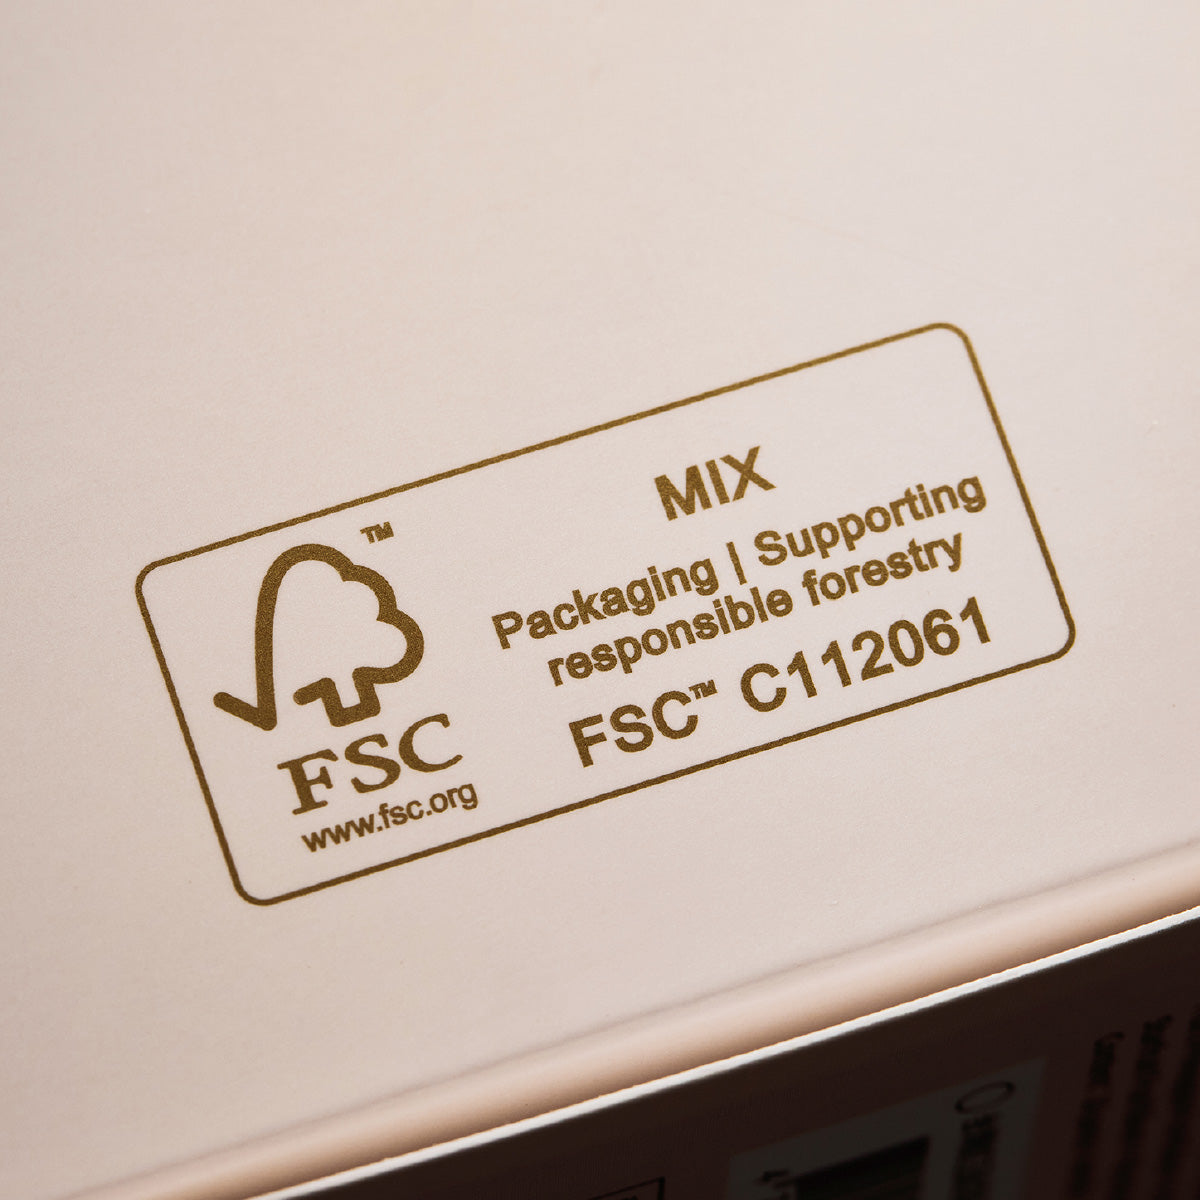 ™
FSC
www.fsc.org
MIX
Packaging | Supporting
responsible forestry
FSC™ C112061